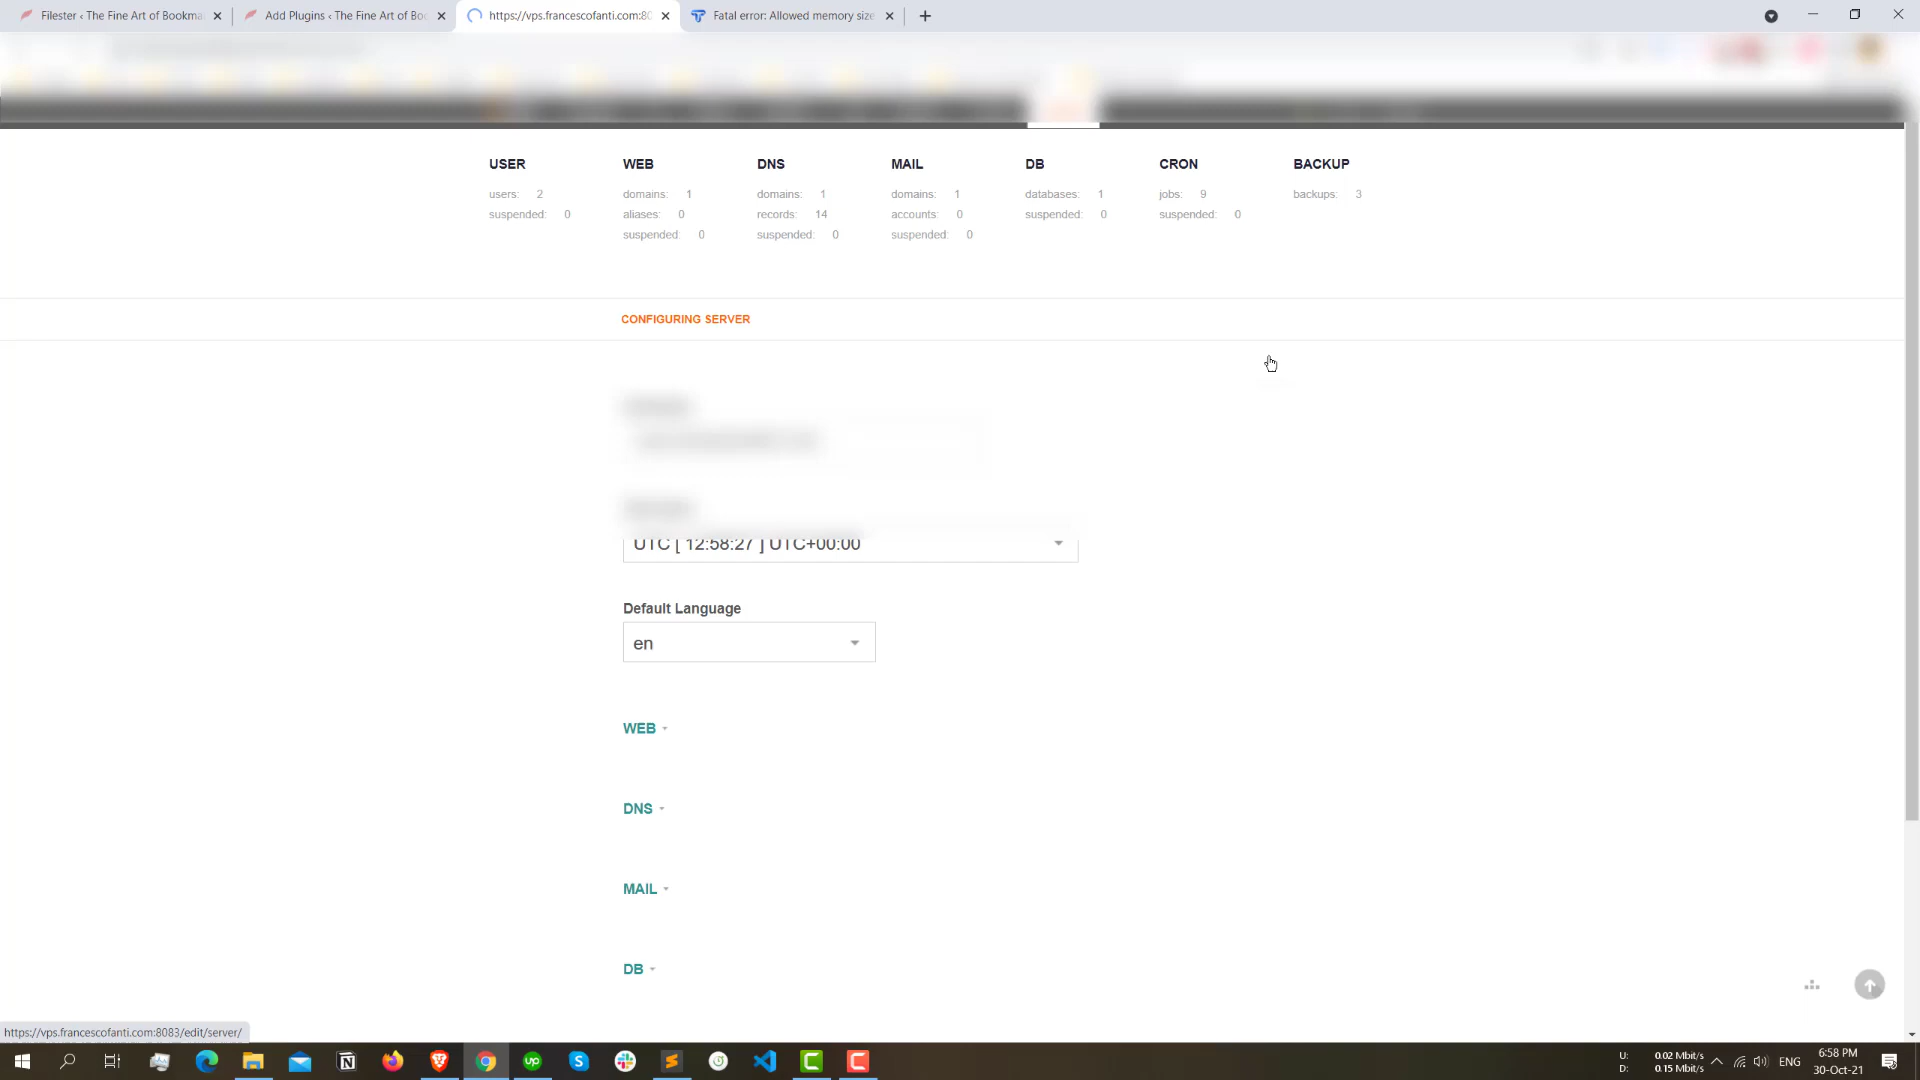 Filester ‹ The Fine Art of Bookma
Add Plugins ‹ The Fine Art of Boo
https://vps.francescofanti.com:80
Fatal error: Allowed memory size
USER
users: 2
suspended: 0
WEB
domains: 1
aliases: 0
suspended: 0
DNS
domains: 1
records: 14
suspended: 0
MAIL
domains: 1
accounts: 0
suspended: 0
DB
databases: 1
suspended: 0
CRON
jobs: 9
suspended: 0
BACKUP
backups: 3
CONFIGURING SERVER
UTC [ 12:58:27 ] UTC+00:00
Default Language
en
WEB
DNS
MAIL
DB
https://vps.francescofanti.com:8083/edit/server/
U: 0.02 Mbit/s
D: 0.15 Mbit/s
ENG
6:58 PM
30-Oct-21